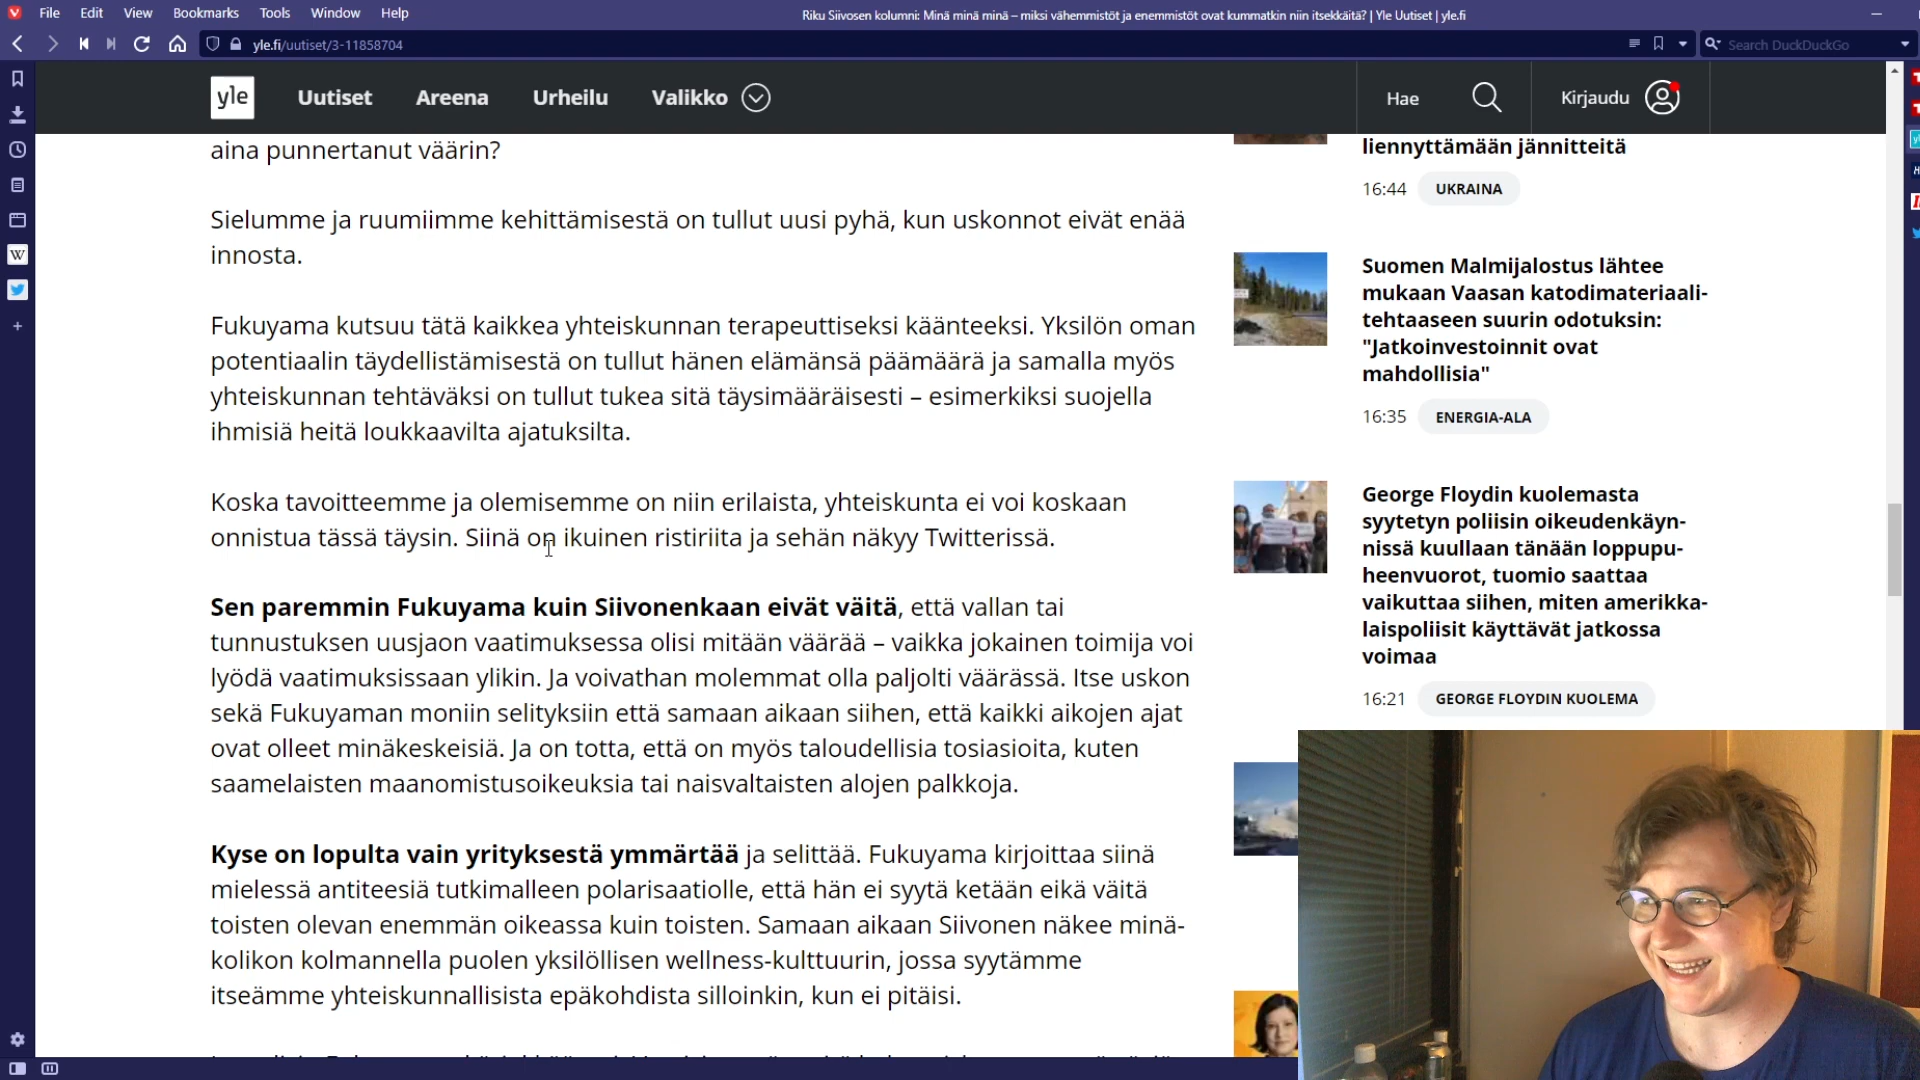 File Edit View Bookmarks Tools Window Help
Riku Siivosen kolumni: Minä minä minä – miksi vähemmistöt ja enemmistöt ovat kummatkin niin itsekkäitä? | Yle Uutiset | yle.fi
yle.fi/uutiset/3-11858704
Search DuckDuckGo
yle Uutiset Areena Urheilu Valikko Hae Kirjaudu
aina punnertanut väärin?
Sielumme ja ruumiimme kehittämisestä on tullut uusi pyhä, kun uskonnot eivät enää
innosta.
Fukuyama kutsuu tätä kaikkea yhteiskunnan terapeuttiseksi käänteeksi. Yksilön oman
potentiaalin täydellistämisestä on tullut hänen elämänsä päämäärä ja samalla myös
yhteiskunnan tehtäväksi on tullut tukea sitä täysimääräisesti – esimerkiksi suojella
ihmisiä heitä loukkaavilta ajatuksilta.
Koska tavoitteemme ja olemisemme on niin erilaista, yhteiskunta ei voi koskaan
onnistua tässä täysin. Siinä on ikuinen ristiriita ja sehän näkyy Twitterissä.
Sen paremmin Fukuyama kuin Siivonenkaan eivät väitä, että vallan tai
tunnustuksen uusjaon vaatimuksessa olisi mitään väärää – vaikka jokainen toimija voi
lyödä vaatimuksissaan ylikin. Ja voivathan molemmat olla paljolti väärässä. Itse uskon
sekä Fukuyaman moniin selityksiin että samaan aikaan siihen, että kaikki aikojen ajat
ovat olleet minäkeskeisiä. Ja on totta, että on myös taloudellisia tosiasioita, kuten
saamelaisten maanomistusoikeuksia tai naisvaltaisten alojen palkkoja.
Kyse on lopulta vain yrityksestä ymmärtää ja selittää. Fukuyama kirjoittaa siinä
mielessä antiteesiä tutkimalleen polarisaatiolle, että hän ei syytä ketään eikä väitä
toisten olevan enemmän oikeassa kuin toisten. Samaan aikaan Siivonen näkee minä-
kolikon kolmannella puolen yksilöllisen wellness-kulttuurin, jossa syytämme
itseämme yhteiskunnallisista epäkohdista silloinkin, kun ei pitäisi.
liennyttämään jännitteitä
16:44 UKRAINA
Suomen Malmijalostus lähtee
mukaan Vaasan katodimateriaali-
tehtaaseen suurin odotuksin:
"Jatkoinvestoinnit ovat
mahdollisia"
16:35 ENERGIA-ALA
George Floydin kuolemasta
syytetyn poliisin oikeudenkäyn-
nissä kuullaan tänään loppupu-
heenvuorot, tuomio saattaa
vaikuttaa siihen, miten amerikka-
laispoliisit käyttävät jatkossa
voimaa
16:21 GEORGE FLOYDIN KUOLEMA